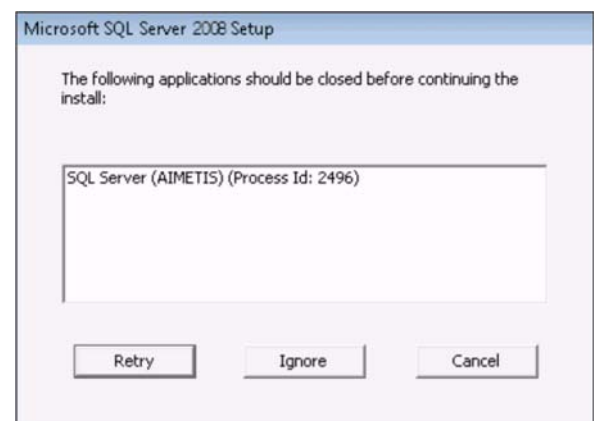 Microsoft SQL Server 2008 Setup
The following applications should be closed before continuing the
install:
SQL Server (AIMETIS) (Process Id: 2496)
Retry Ignore Cancel